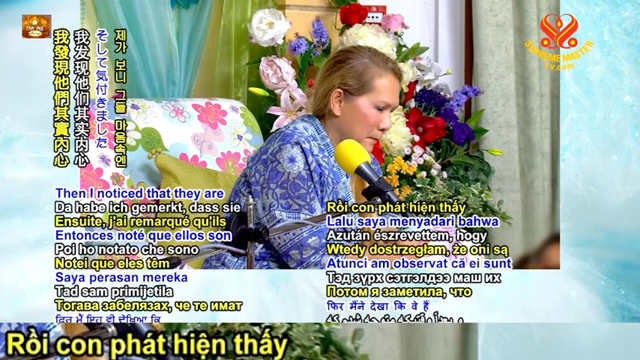 SUPREME MASTER
TV.com
我發現他們其實內心
我发现他们其实内心
そして気付きました
제가 보니 그들 마음속엔
Then I noticed that they are
Da habe ich gemerkt, dass sie
Ensuite, j'ai remarqué qu'ils
Entonces noté que ellos son
Poi ho notato che sono
Notei que eles têm
Saya perasan mereka
Tad sam primijetila
Тогава забелязах, че те имат
Rồi con phát hiện thấy
Lalu saya menyadari bahwa
Azután észrevettem, hogy
Wtedy dostrzegłam, że oni są
Atunci am observat că ei sunt
Тэд зүрх сэтгэлдээ маш их
Потом я заметила, что
फिर मैंने देखा कि वे हैं
Rồi con phát hiện thấy